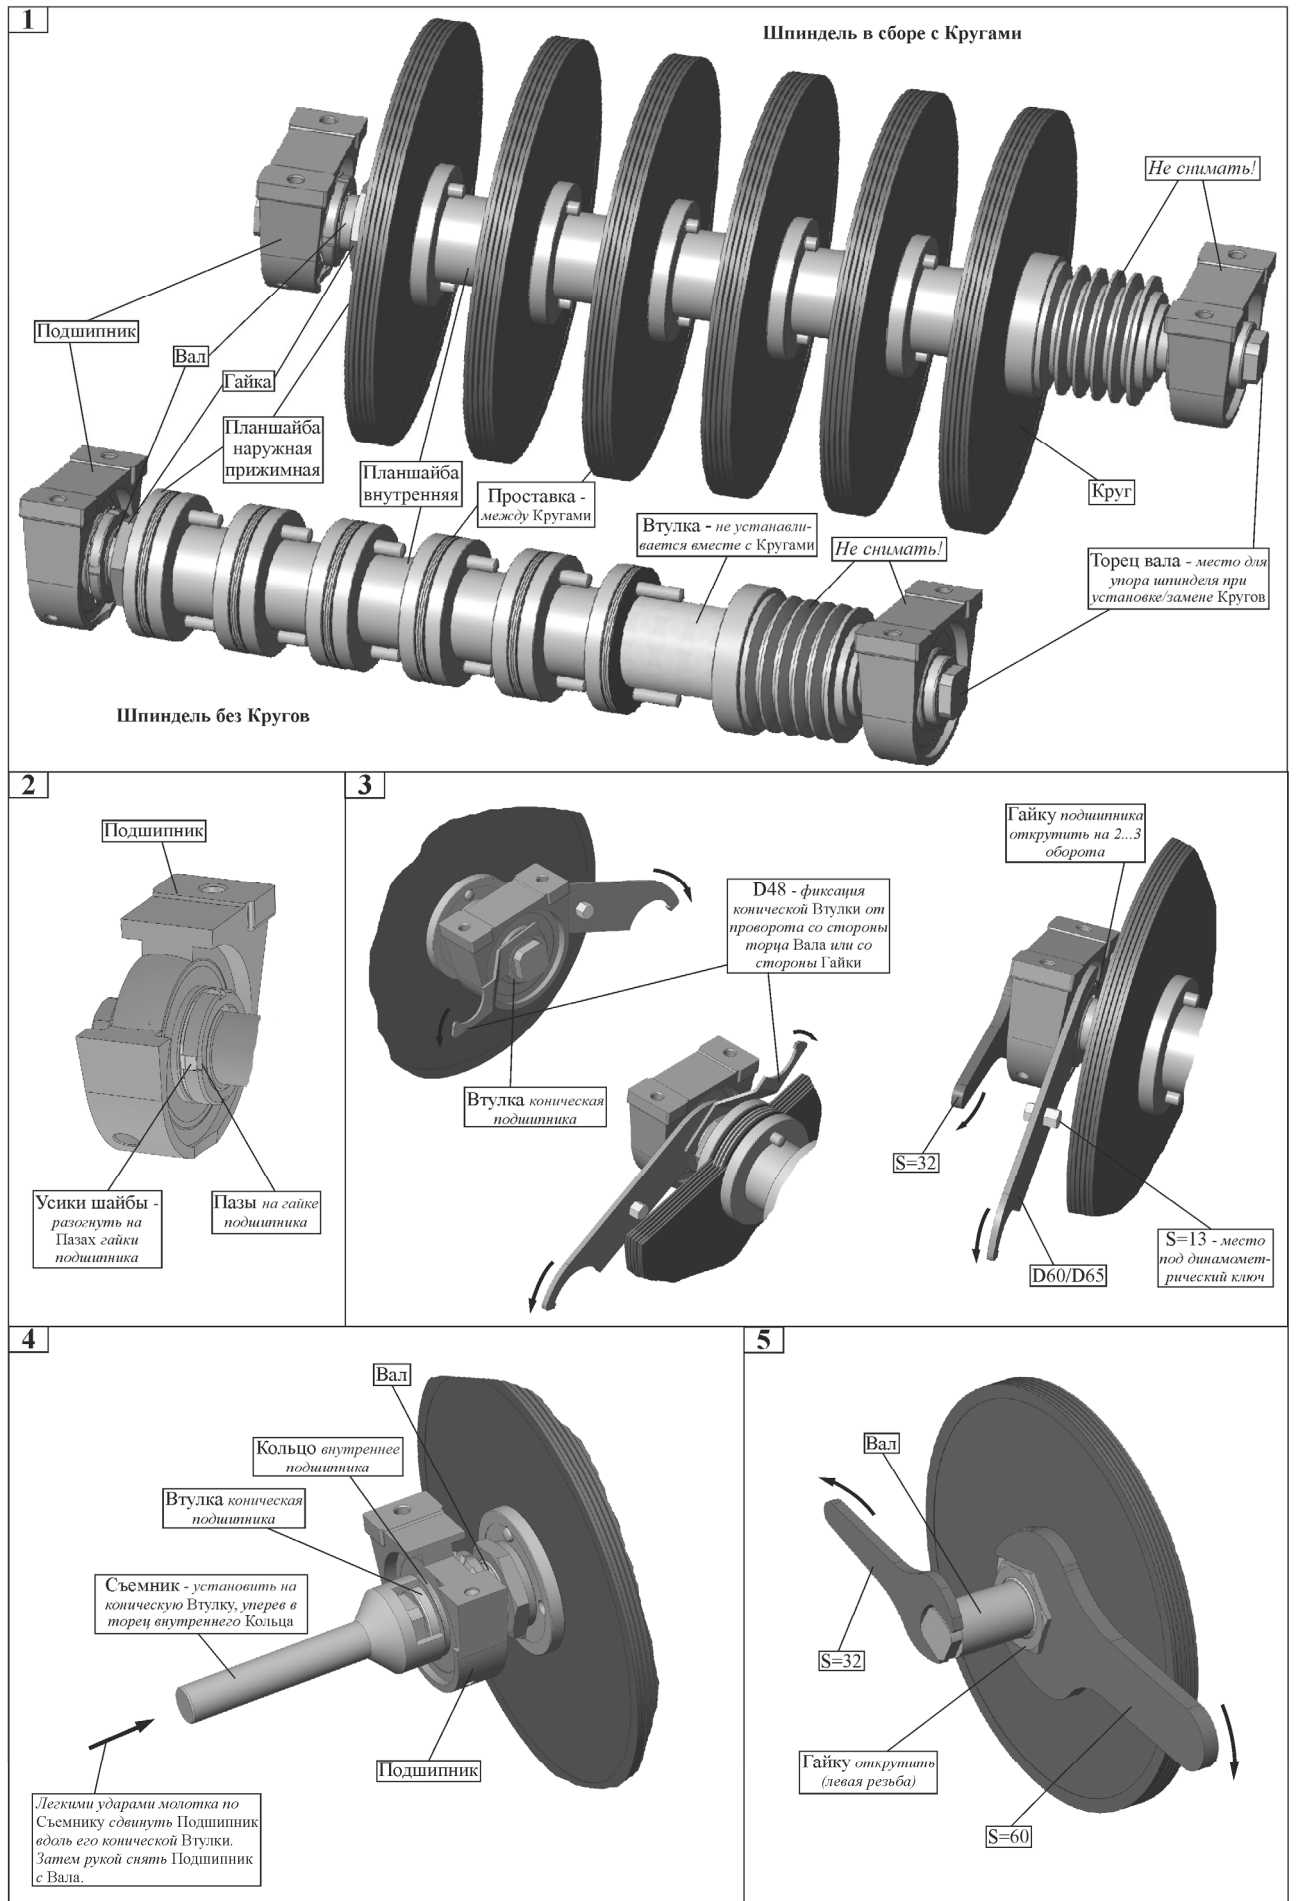 1
Шпиндель в сборе с Кругами
Не снимать!
Подшипник
Вал
Гайка
Планшайба
наружная
прижимная
Планшайба
внутренняя
Проставка -
между Кругами
Круг
Втулка - не устанавли-
вается вместе с Кругами
Не снимать!
Торец вала - место для
упора шпинделя при
установке/замене Кругов
Шпиндель без Кругов
2
Подшипник
Усики шайбы -
разогнуть на
Пазах гайки
подшипника
Пазы на гайке
подшипника
3
D48 - фиксация
конической Втулки от
проворота со стороны
торца Вала или со
стороны Гайки
Втулка коническая
подшипника
Гайку подшипника
открутить на 2...3
оборота
S=32
D60/D65
S=13 - место
под динамомет-
рический ключ
4
Вал
Кольцо внутреннее
подшипника
Втулка коническая
подшипника
Съемник - установить на
коническую Втулку, уперев в
торец внутреннего Кольца
Подшипник
Легкими ударами молотка по
Съемнику сдвинуть Подшипник
вдоль его конической Втулки.
Затем рукой снять Подшипник
с Вала.
5
Вал
S=32
Гайку открутить
(левая резьба)
S=60